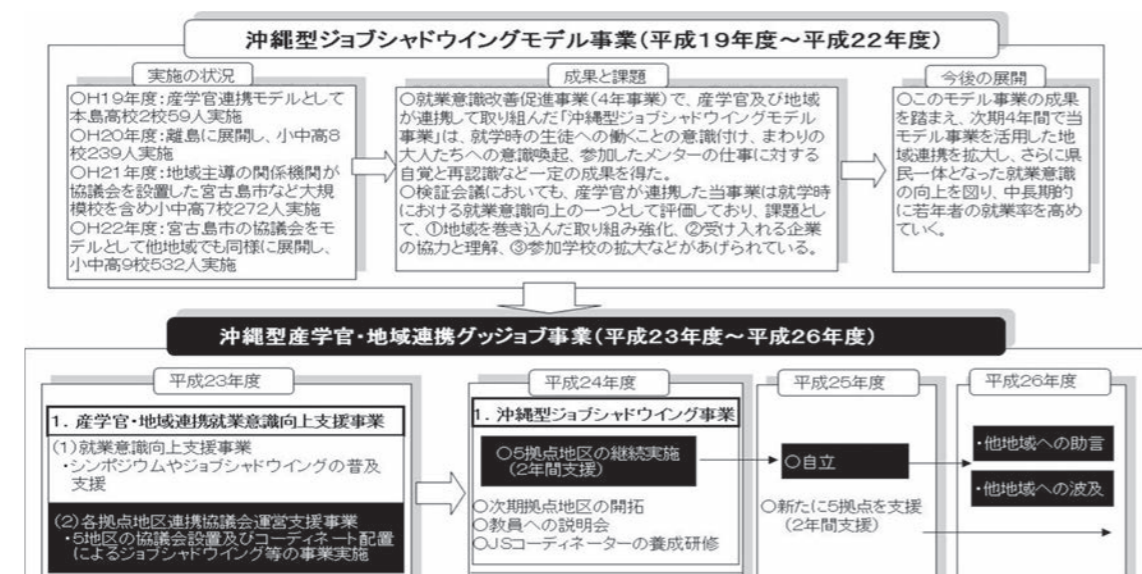 沖縄型ジョブシャドウイングモデル事業(平成19年度～平成22年度)
実施の状況
○H19年度:産学官連携モデルとして
本島高校2校59人実施
○H20年度:離島に展開し、小中高8
校239人実施
○H21年度:地域主導の関係機関が
協議会を設置した宮古島市など大規
模校を含め小中高7校272人実施
○H22年度:宮古島市の協議会をモ
デルとして他地域でも同様に展開し、
小中高9校532人実施
成果と課題
○就業意識改善促進事業(4年事業)で、産学官及び地域
が連携して取り組んだ「沖縄型ジョブシャドウイングモデル
事業」は、就学時の生徒への働くことの意識付け、まわりの
大人たちへの意識喚起、参加したメンターの仕事に対する
自覚と再認識など一定の成果を得た。
○検証会議においても、産学官が連携した当事業は就学時
における就業意識向上の一つとして評価しており、課題とし
て、①地域を巻き込んだ取り組み強化、②受け入れる企業
の協力と理解、③参加学校の拡大などがあげられている。
今後の展開
○このモデル事業の成果
を踏まえ、次期4年間で当
モデル事業を活用した地
域連携を拡大し、さらに県
民一体となった就業意識
の向上を図り、中長期的
に若年者の就業率を高め
ていく。
沖縄型産学官・地域連携グッジョブ事業(平成23年度～平成26年度)
平成23年度
1. 産学官・地域連携就業意識向上支援事業
(1)就業意識向上支援事業
・シンポジウムやジョブシャドウイングの普及
支援
(2)各拠点地区連携協議会運営支援事業
・5地区の協議会設置及びコーディネート配置
によるジョブシャドウイング等の事業実施
平成24年度
1. 沖縄型ジョブシャドウイング事業
○5拠点地区の継続実施
(2年間支援)
○次期拠点地区の開拓
○教員への説明会
○JSコーディネーターの養成研修
平成25年度
○自立
○新たに5拠点を支援
(2年間支援)
平成26年度
・他地域への助言
・他地域への波及